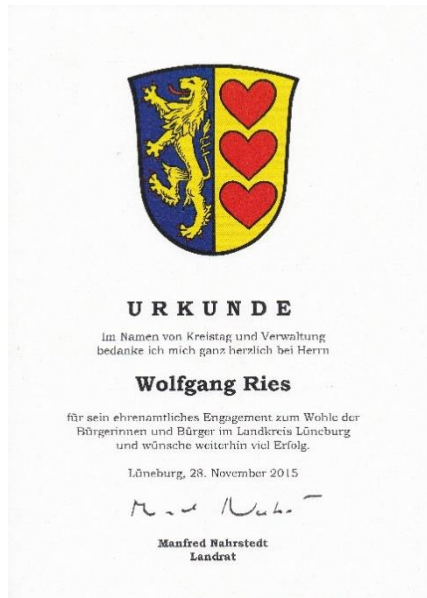 URKUNDE
Im Namen von Kreistag und Verwaltung
bedanke ich mich ganz herzlich bei Herrn
Wolfgang Ries
für sein ehrenamtliches Engagement zum Wohle der
Bürgerinnen und Bürger im Landkreis Lüneburg
und wünsche weiterhin viel Erfolg.
Lüneburg, 28. November 2015
Manfred Nahrstedt
Landrat